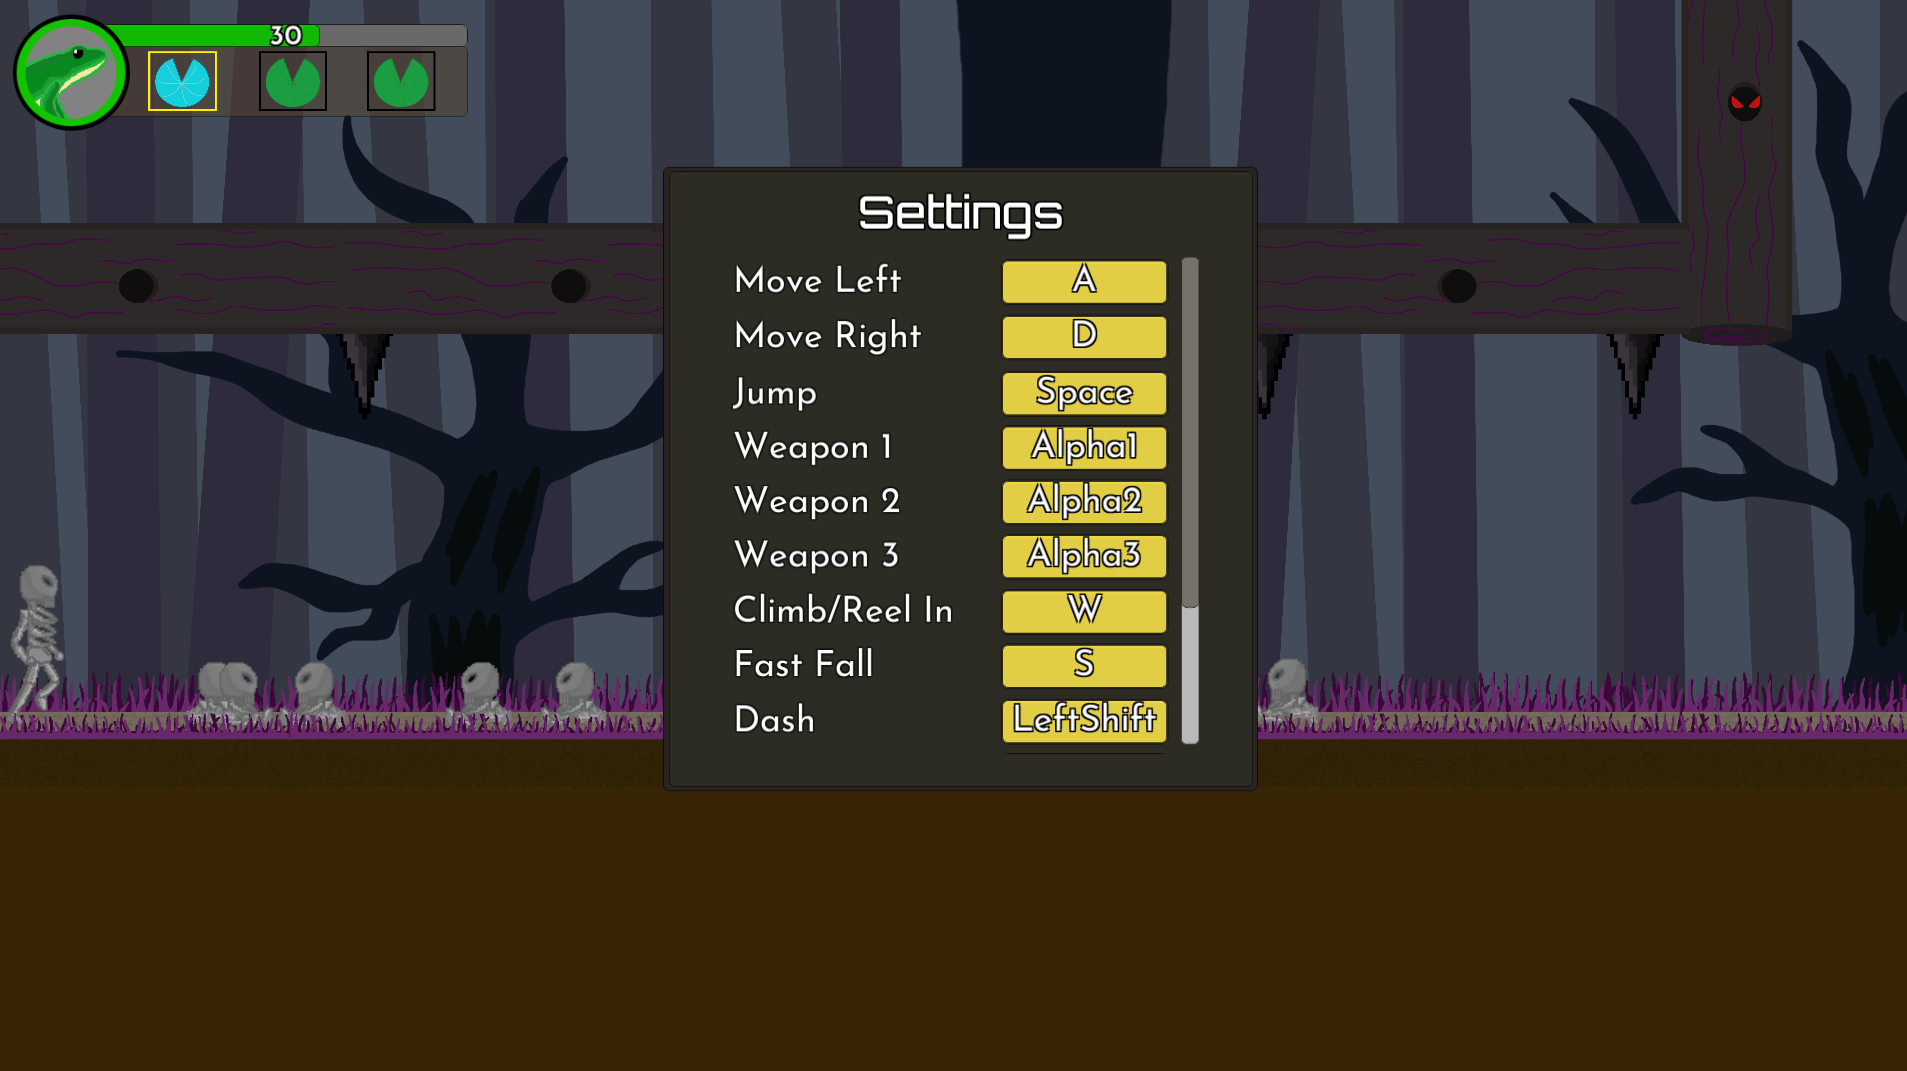 30
Settings
Move Left A
Move Right D
Jump Space
Weapon 1 Alpha1
Weapon 2 Alpha2
Weapon 3 Alpha3
Climb/Reel In W
Fast Fall S
Dash LeftShift